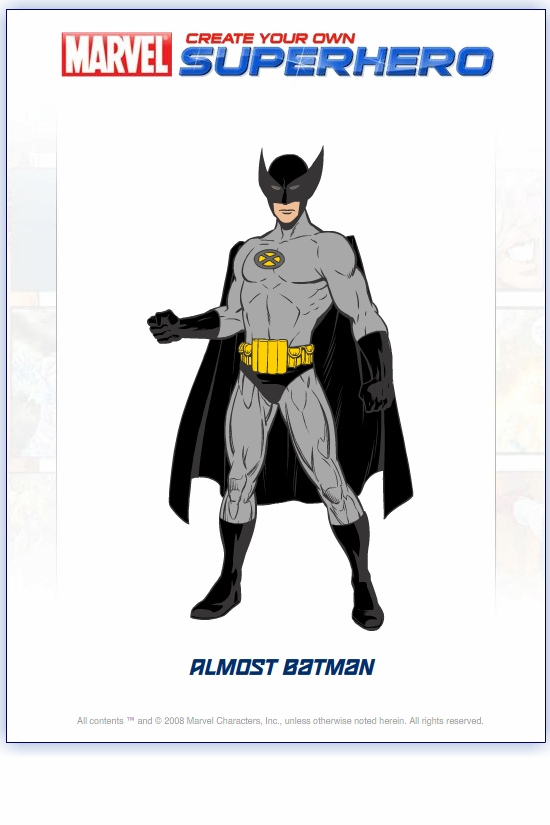 MARVEL
CREATE YOUR OWN
SUPERHERO
ALMOST BATMAN
All contents ™ and © 2008 Marvel Characters, Inc., unless otherwise noted herein. All rights reserved.